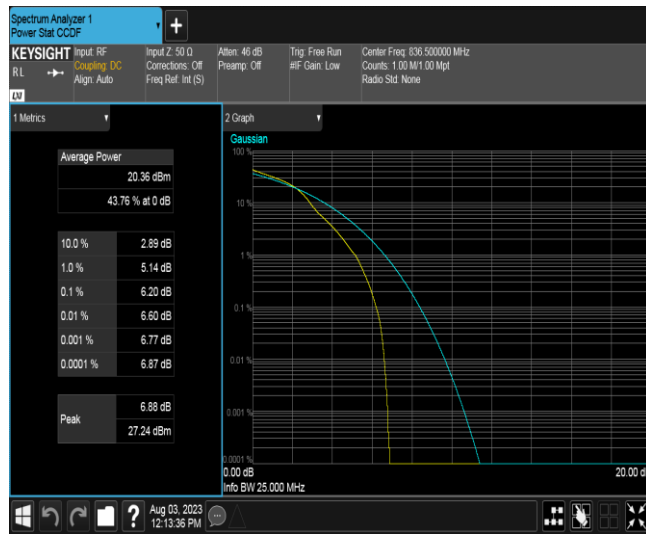 Spectrum Analyzer 1
Power Stat CCDF
+
KEYSIGHT
RL
LXI
Input: RF
Coupling: DC
Align: Auto
Input Z: 50 Ω
Corrections: Off
Freq Ref: Int (S)
Atten: 46 dB
Preamp: Off
Trig: Free Run
#IF Gain: Low
Center Freq: 836.500000 MHz
Counts: 1.00 M/1.00 Mpt
Radio Std: None
1 Metrics
Average Power
20.36 dBm
43.76 % at 0 dB
10.0 % 2.89 dB
1.0 % 5.14 dB
0.1 % 6.20 dB
0.01 % 6.60 dB
0.001 % 6.77 dB
0.0001 % 6.87 dB
Peak
6.88 dB
27.24 dBm
2 Graph
Gaussian
100 %
10 %
1 %
0.1 %
0.01 %
0.001 %
0.0001 %
0.00 dB
20.00 d
Info BW 25.000 MHz
?
Aug 03, 2023
12:13:36 PM